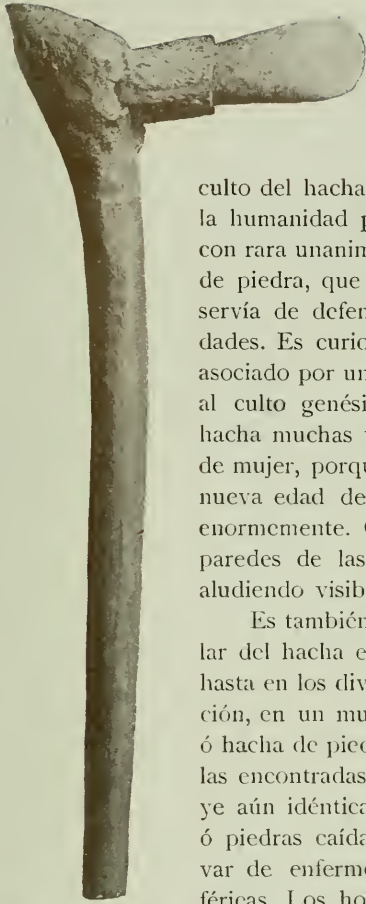 culto del hacha
la humanidad p
con rara unanim
de piedra, que
servía de defen
dades. Es curio
asociado por un
al culto genési
hacha muchas
de mujer, porqu
nueva edad de
enormemente.
paredes de las
aludiendo visib
Es también
lar del hacha e
hasta en los div
ción, en un mu
ó hacha de pied
las encontradas
ye aún idéntica
ó piedras caída
var de enferme
féricas. Los ho